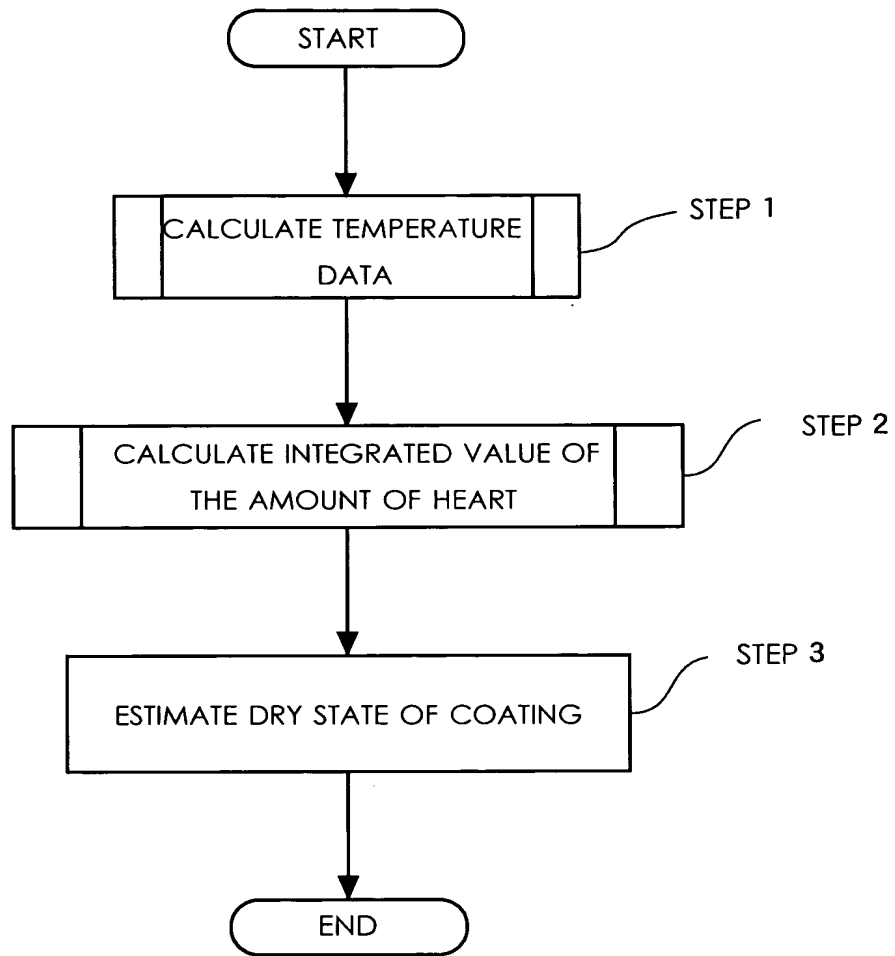 START
CALCULATE TEMPERATURE
DATA
STEP 1
CALCULATE INTEGRATED VALUE OF
THE AMOUNT OF HEART
STEP 2
ESTIMATE DRY STATE OF COATING
STEP 3
END